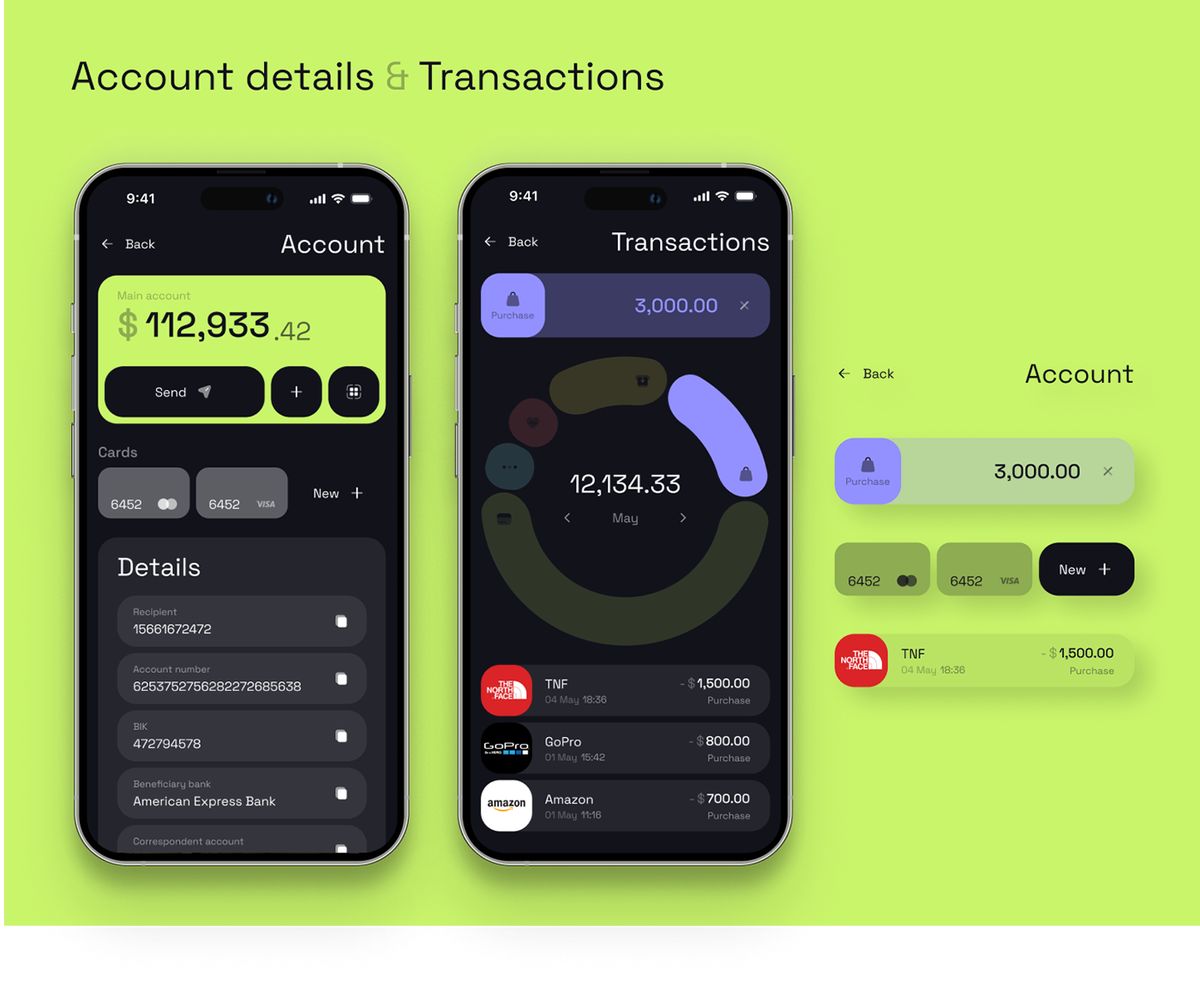 Account details & Transactions
9:41
Back
Account
Main account
$ 112,933.42
Send
Cards
6452
6452 VISA
New
Details
Recipient
15661672472
Account number
6253752756282272685638
BIK
472794578
Beneficiary bank
American Express Bank
Correspondent account
9:41
Back
Transactions
Purchase
3,000.00
12,134.33
May
THE NORTH FACE
TNF
04 May 18:36
- $1,500.00
Purchase
GoPro
Be a HERO
GoPro
01 May 15:42
- $800.00
Purchase
amazon
Amazon
01 May 11:16
- $700.00
Purchase
Back
Account
Purchase
3,000.00
6452
6452 VISA
New
THE NORTH FACE
TNF
04 May 18:36
- $1,500.00
Purchase